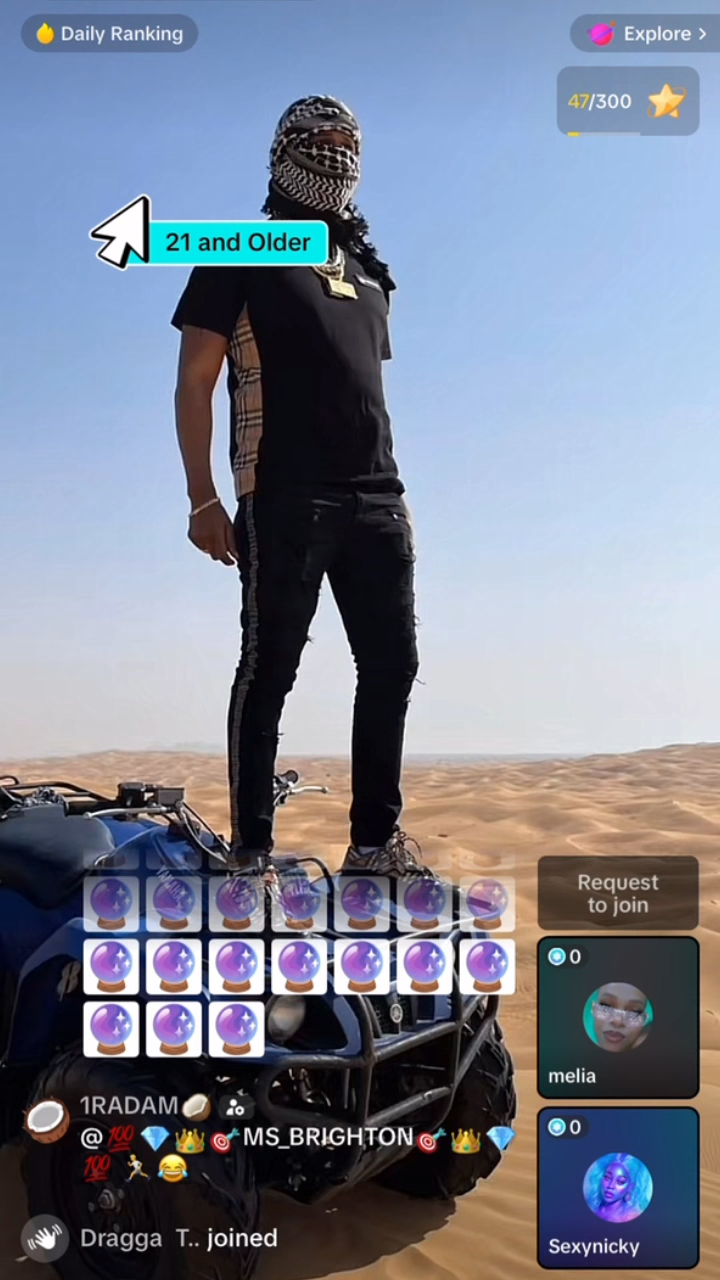 Daily Ranking
Explore >
47/300
21 and Older
Request
to join
0
melia
1RADAM🥥
@💯💎👑🎯MS_BRIGHTON🎯👑💎
💯🏃😂
0
Sexynicky
Dragga T.. joined